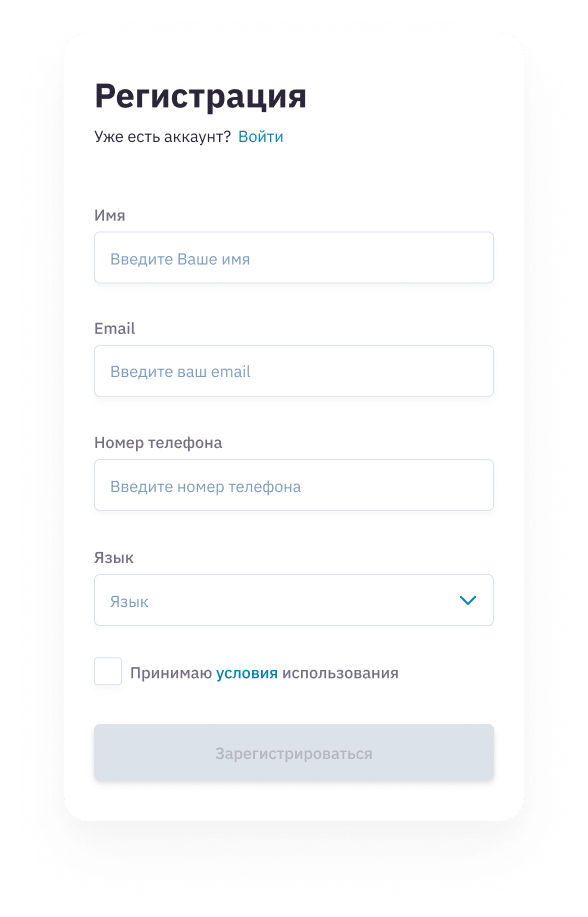 Регистрация
Уже есть аккаунт? Войти
Имя
Введите Ваше имя
Email
Введите ваш email
Номер телефона
Введите номер телефона
Язык
Язык
Принимаю условия использования
Зарегистрироваться